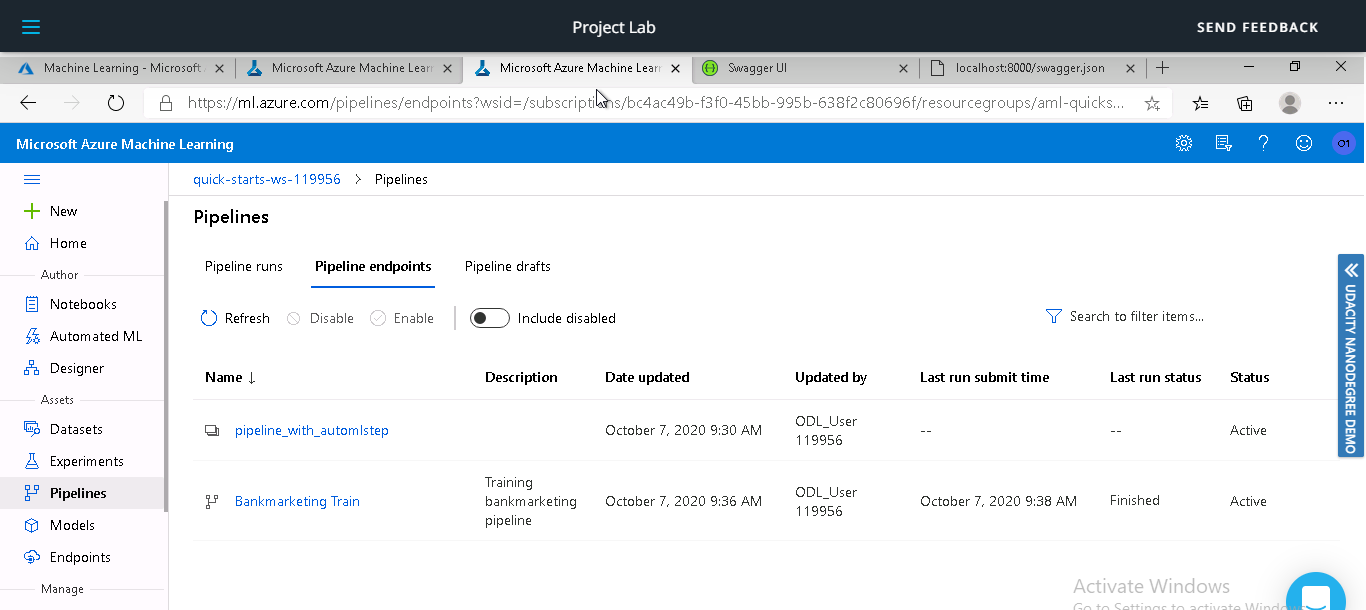 Project Lab
SEND FEEDBACK
Machine Learning - Microsoft
Microsoft Azure Machine Lear
Microsoft Azure Machine Learr
Swagger UI
localhost:8000/swagger.json
https://ml.azure.com/pipelines/endpoints?wsid=/subscriptions/bc4ac49b-f3f0-45bb-995b-638f2c80696f/resourcegroups/aml-quicks...
Microsoft Azure Machine Learning
O1
quick-starts-ws-119956 > Pipelines
New
Home
Author
Notebooks
Automated ML
Designer
Assets
Datasets
Experiments
Pipelines
Models
Endpoints
Manage
Pipelines
Pipeline runs
Pipeline endpoints
Pipeline drafts
Refresh
Disable
Enable
Include disabled
Search to filter items...
Name ↓ Description Date updated Updated by Last run submit time Last run status Status
pipeline_with_automlstep October 7, 2020 9:30 AM ODL_User 119956 -- -- Active
Bankmarketing Train Training bankmarketing pipeline October 7, 2020 9:36 AM ODL_User 119956 October 7, 2020 9:38 AM Finished Active
UDACITY NANODEGREE DEMO
Activate Windows
Go to Settings to activate Windows